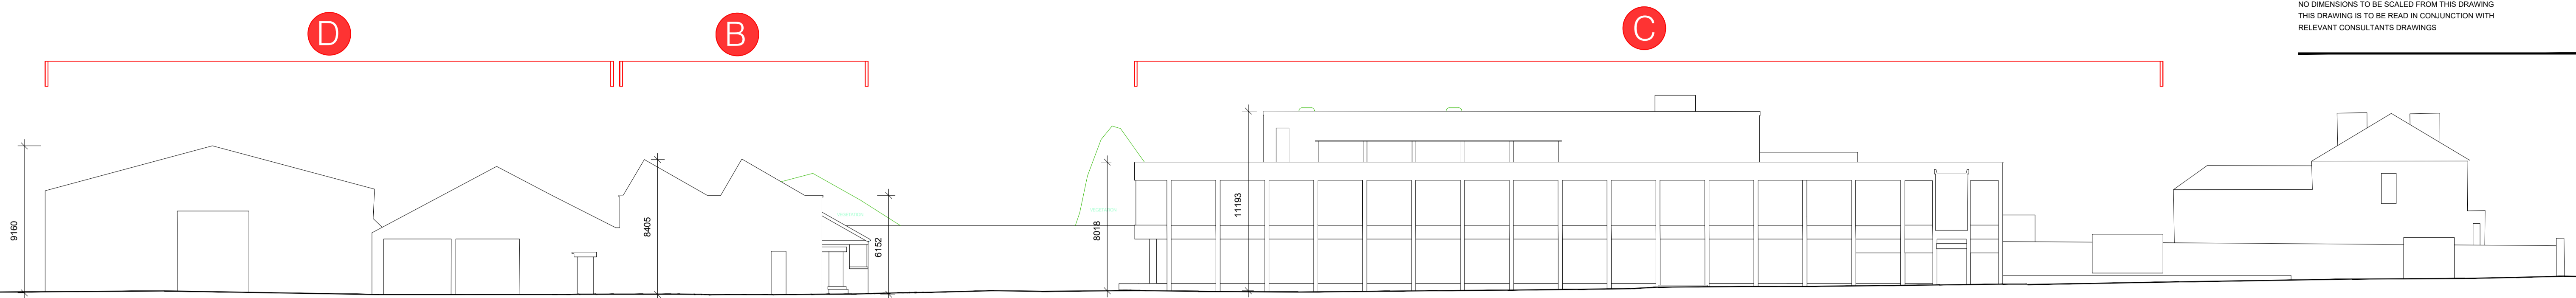 NO DIMENSIONS TO BE SCALED FROM THIS DRAWING
THIS DRAWING IS TO BE READ IN CONJUNCTION WITH
RELEVANT CONSULTANTS DRAWINGS
D
B
C
9160
8405
6152
8018
11193